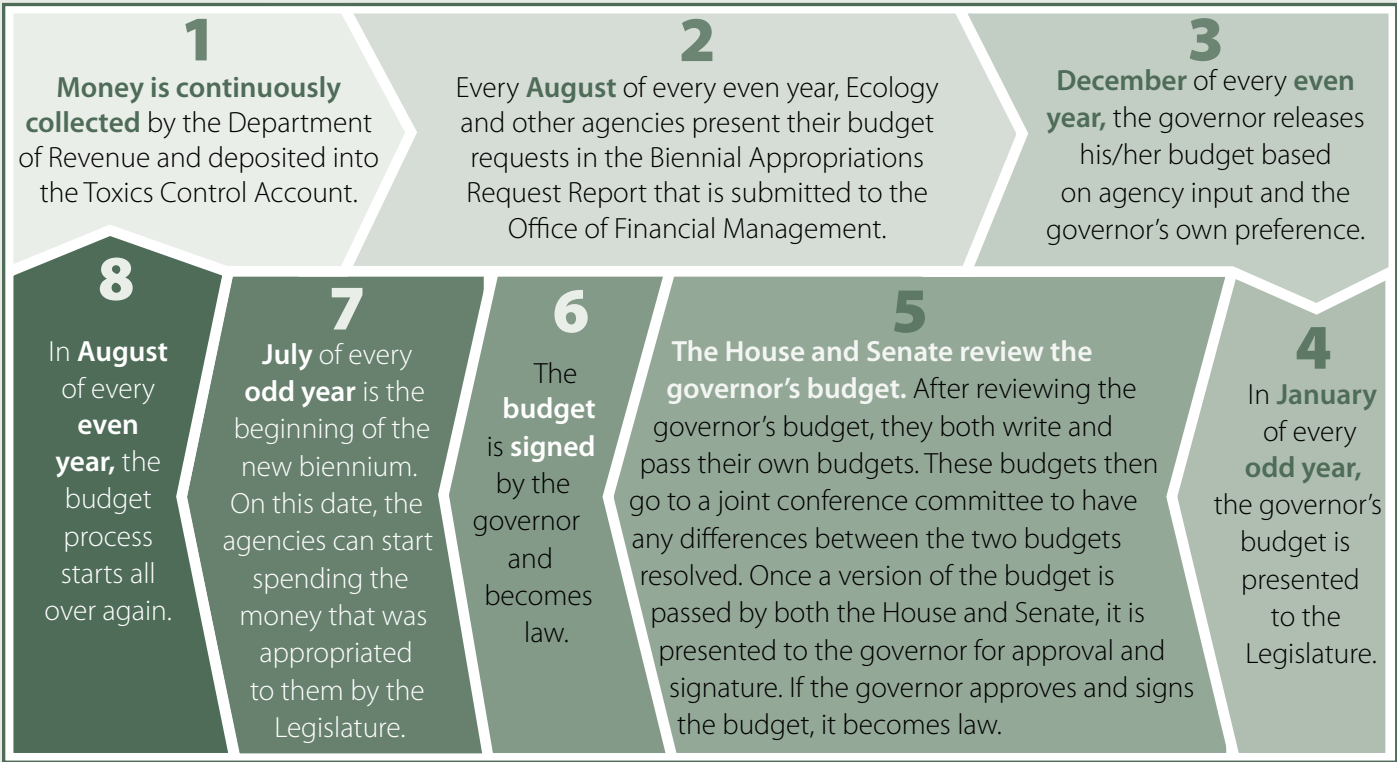 1
Money is continuously
collected by the Department
of Revenue and deposited into
the Toxics Control Account.
2
Every August of every even year, Ecology
and other agencies present their budget
requests in the Biennial Appropriations
Request Report that is submitted to the
Office of Financial Management.
3
December of every even
year, the governor releases
his/her budget based
on agency input and the
governor's own preference.
4
In January
of every
odd year,
the governor's
budget is
presented
to the
Legislature.
5
The House and Senate review the
governor's budget. After reviewing the
governor's budget, they both write and
pass their own budgets. These budgets then
go to a joint conference committee to have
any differences between the two budgets
resolved. Once a version of the budget is
passed by both the House and Senate, it is
presented to the governor for approval and
signature. If the governor approves and signs
the budget, it becomes law.
6
The
budget
is signed
by the
governor
and
becomes
law.
7
July of every
odd year is the
beginning of the
new biennium.
On this date, the
agencies can start
spending the
money that was
appropriated
to them by the
Legislature.
8
In August
of every
even
year, the
budget
process
starts all
over again.